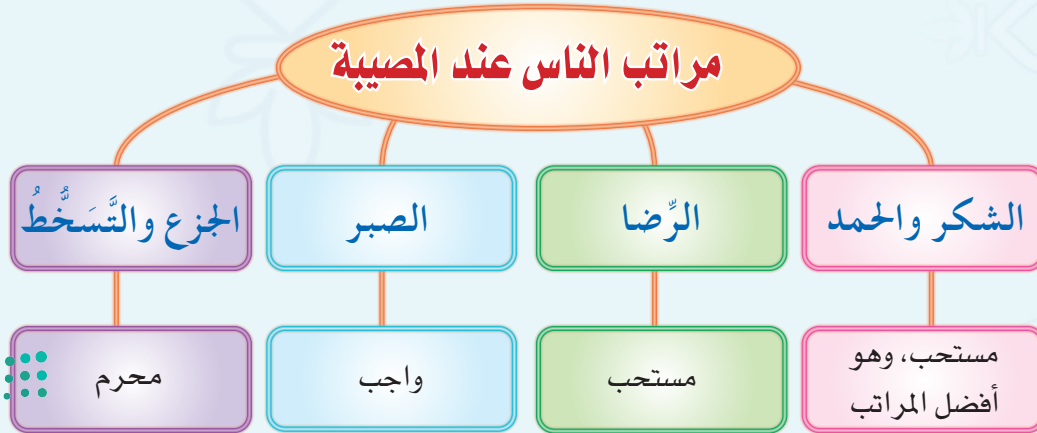 مراتب الناس عند المصيبة
الشكر والحمد
الرِّضا
الصبر
الجزع والتَّسَخُّطُ
مستحب، وهو
أفضل المراتب
مستحب
واجب
محرم